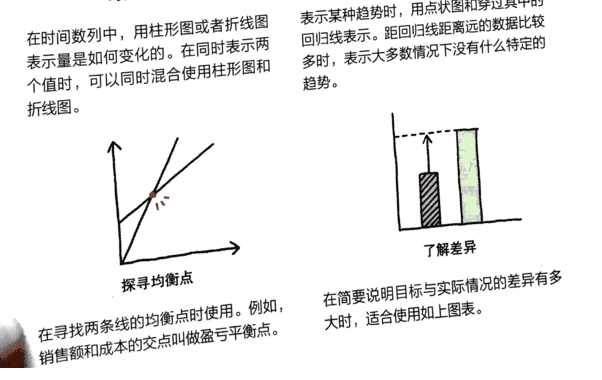 在时间数列中，用柱形图或者折线图
表示量是如何变化的。在同时表示两
个值时，可以同时混合使用柱形图和
折线图。
探寻均衡点
在寻找两条线的均衡点时使用。例如，
销售额和成本的交点叫做盈亏平衡点。
表示某种趋势时，用点状图和穿过其中的
回归线表示。距回归线距离远的数据比较
多时，表示大多数情况下没有什么特定的
趋势。
了解差异
在简要说明目标与实际情况的差异有多
大时，适合使用如上图表。